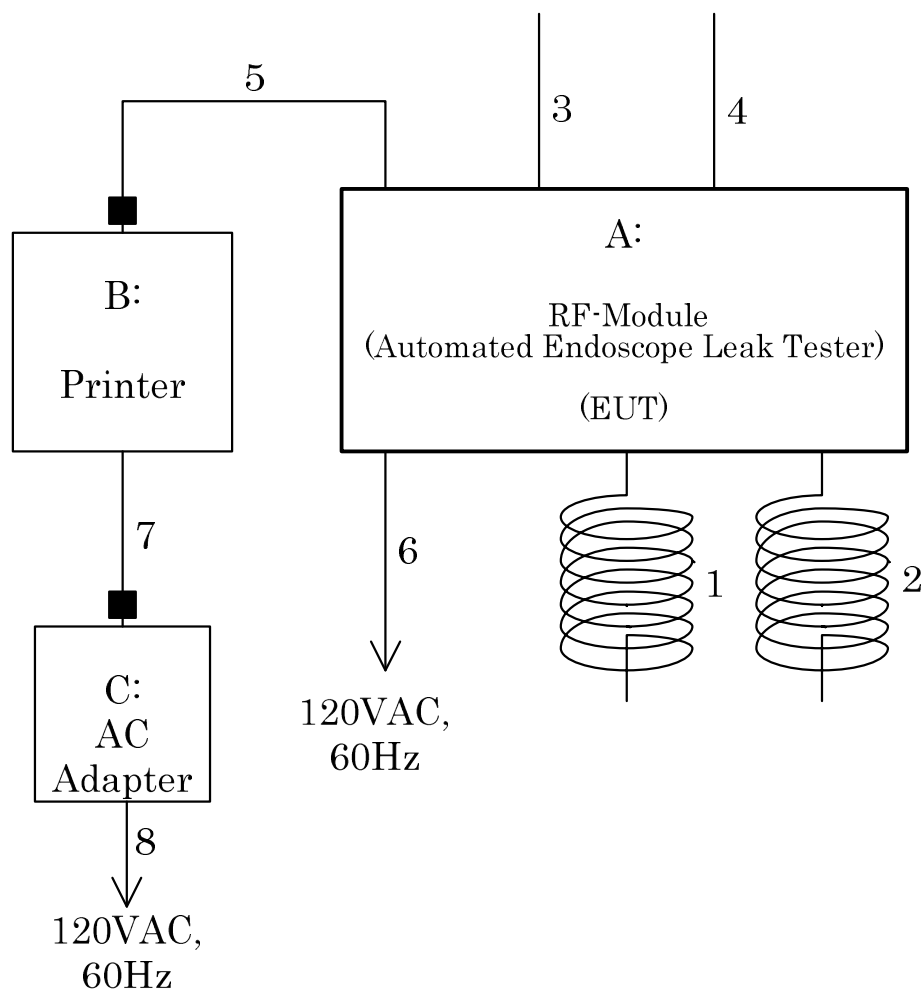 5
3
4
A:
RF-Module
(Automated Endoscope Leak Tester)
(EUT)
B:
Printer
7
6
1
2
C:
AC
Adapter
120VAC,
60Hz
8
120VAC,
60Hz